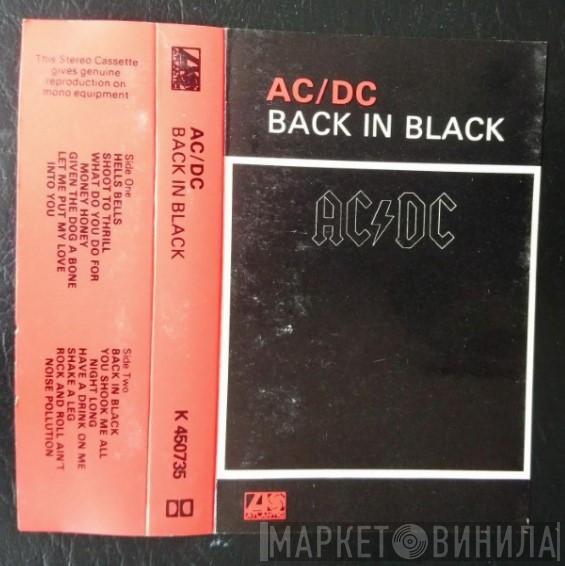 This Stereo Cassette
gives genuine
reproduction on
mono equipment
Side One
HELLS BELLS
SHOOT TO THRILL
WHAT DO YOU DO FOR
MONEY HONEY
GIVEN THE DOG A BONE
LET ME PUT MY LOVE
INTO YOU
Side Two
BACK IN BLACK
YOU SHOOK ME ALL
NIGHT LONG
HAVE A DRINK ON ME
SHAKE A LEG
ROCK AND ROLL AIN'T
NOISE POLLUTION
ATLANTIC
AC/DC
BACK IN BLACK
K 450735
AC/DC
BACK IN BLACK
AC DC
ATLANTIC
МАРКЕТ ВИНИЛА